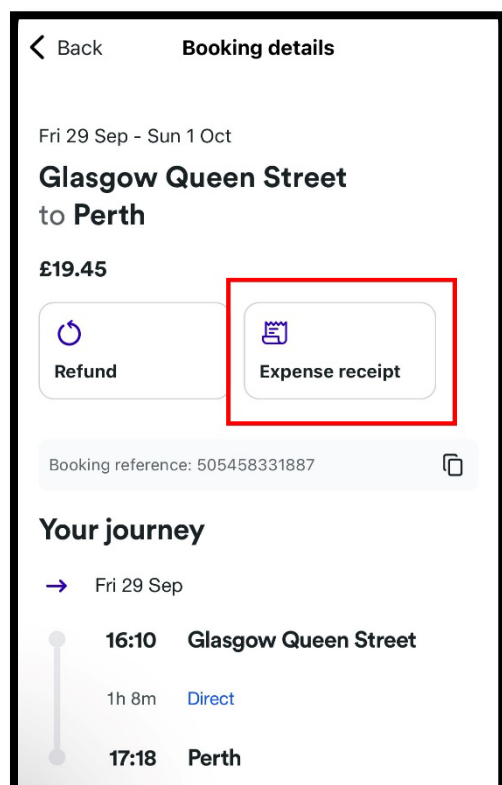 Back Booking details
Fri 29 Sep - Sun 1 Oct
Glasgow Queen Street
to Perth
£19.45
Refund Expense receipt
Booking reference: 505458331887
Your journey
→ Fri 29 Sep
16:10 Glasgow Queen Street
1h 8m Direct
17:18 Perth